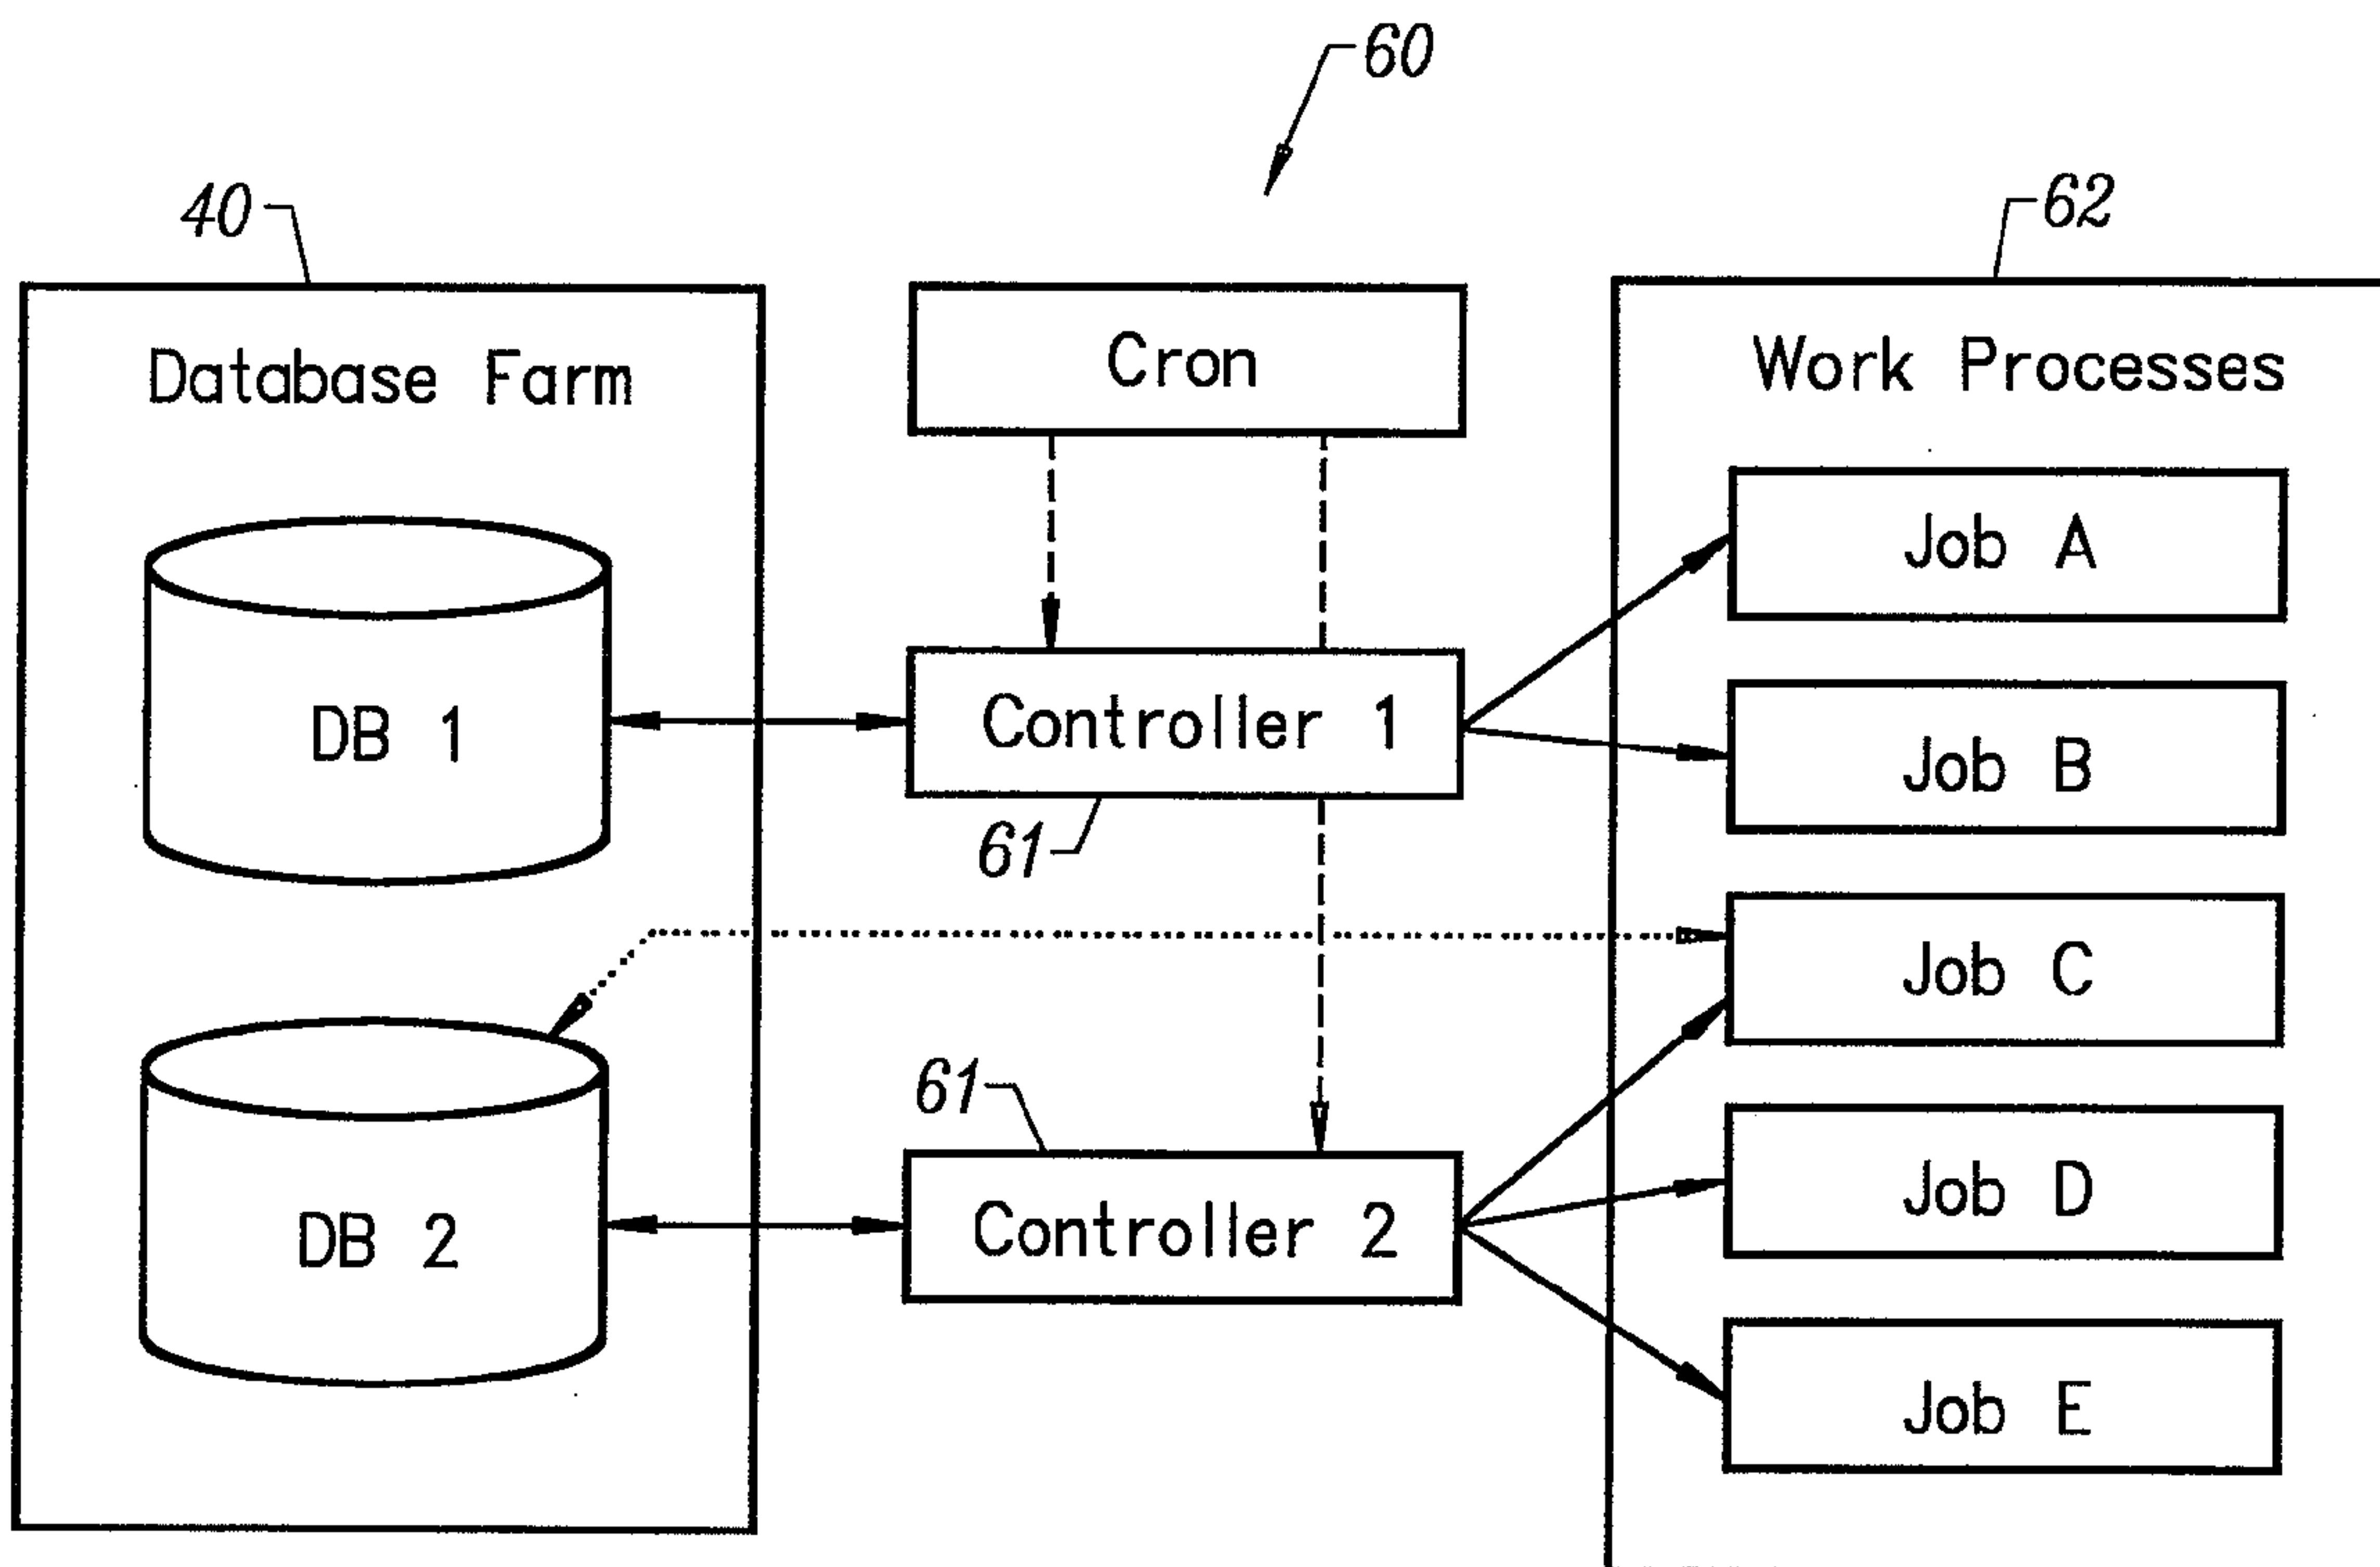 60
40
62
Database Farm
Cron
Work Processes
Job A
DB 1
Controller 1
Job B
61
Job C
61
DB 2
Controller 2
Job D
Job E